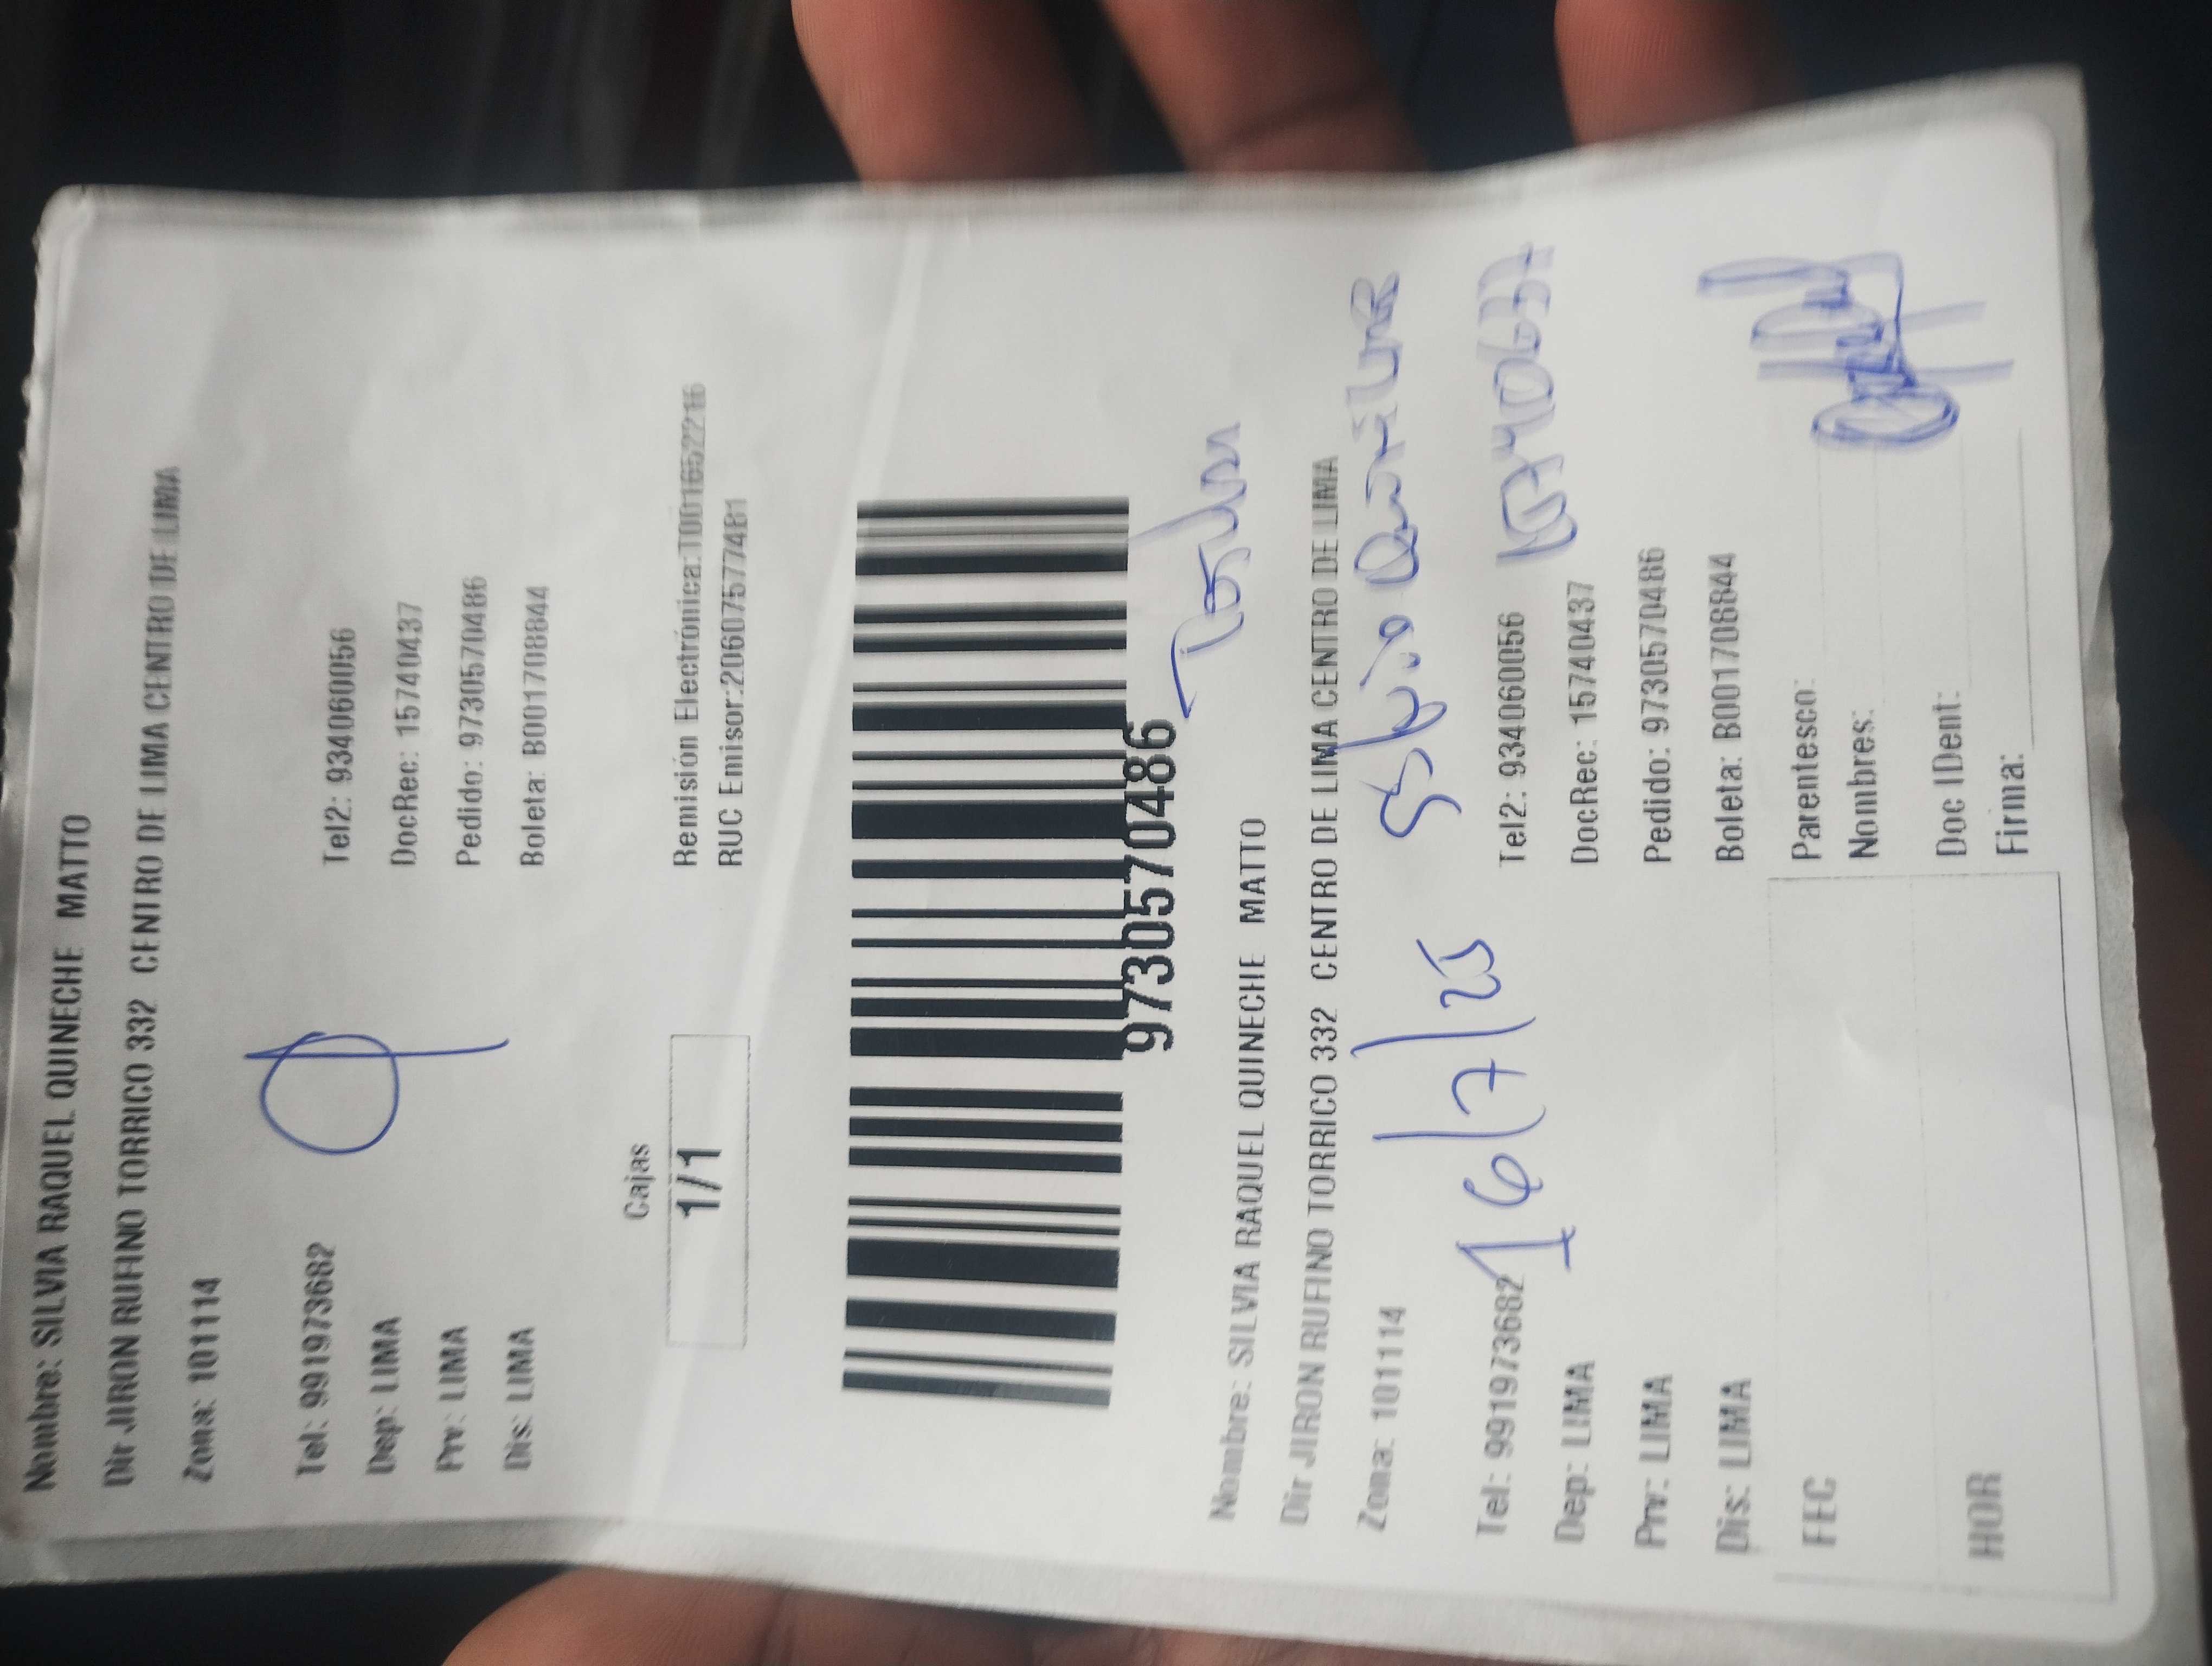 Nombre: SILVIA RAQUEL QUINECHE MATTO
Dir JIRON RUFINO TORRICO 332 CENTRO DE LIMA CENTRO DE LIMA
Zona: 101114
Tel: 991973682 Tel2: 934060056
Dep: LIMA DocRec: 15740437
Prv: LIMA Pedido: 9730570486
Dis: LIMA Boleta: B001708844
Cajas
1/1
Remisión Electrónica:T001652216
RUC Emisor:20607577481
9730570486
Nombre: SILVIA RAQUEL QUINECHE MATTO
Dir JIRON RUFINO TORRICO 332 CENTRO DE LIMA CENTRO DE LIMA
Zona: 101114
16/7/25
Tel: 991973682 Tel2: 934060056
Dep: LIMA DocRec: 15740437
Prv: LIMA Pedido: 9730570486
Dis: LIMA Boleta: B001708844
FEC Parentesco:
Nombres:
HOR Doc IDent:
Firma: